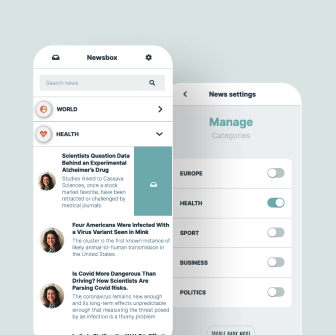 Newsbox
Search news
WORLD
HEALTH
Scientists Question Data
Behind an Experimental
Alzheimer's Drug
Studies linked to Cassava
Sciences, once a stock
market favorite, have been
retracted or challenged by
medical journals.
Four Americans Were Infected With
a Virus Variant Seen in Mink
The cluster is the first known instance of
likely animal-to-human transmission in
the United States.
Is Covid More Dangerous Than
Driving? How Scientists Are
Parsing Covid Risks.
The coronavirus remains new enough
and its long-term effects unpredictable
enough that measuring the threat posed
by an infection is a thorny problem.
News settings
Manage
Categories
EUROPE
HEALTH
SPORT
BUSINESS
POLITICS